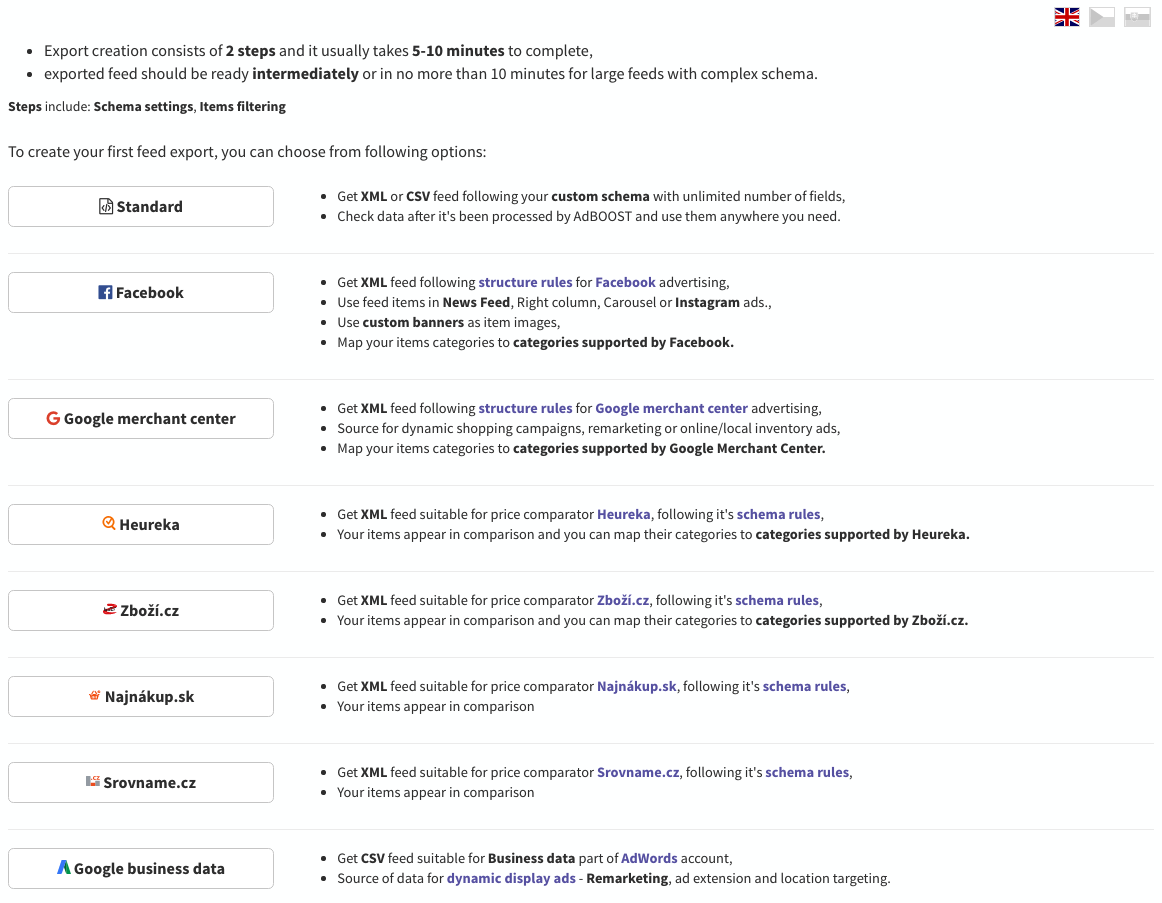 Export creation consists of 2 steps and it usually takes 5-10 minutes to complete,
exported feed should be ready intermediately or in no more than 10 minutes for large feeds with complex schema.
Steps include: Schema settings, Items filtering
To create your first feed export, you can choose from following options:
Standard
Get XML or CSV feed following your custom schema with unlimited number of fields,
Check data after it's been processed by AdBOOST and use them anywhere you need.
Facebook
Get XML feed following structure rules for Facebook advertising,
Use feed items in News Feed, Right column, Carousel or Instagram ads.,
Use custom banners as item images,
Map your items categories to categories supported by Facebook.
Google merchant center
Get XML feed following structure rules for Google merchant center advertising,
Source for dynamic shopping campaigns, remarketing or online/local inventory ads,
Map your items categories to categories supported by Google Merchant Center.
Heureka
Get XML feed suitable for price comparator Heureka, following it's schema rules,
Your items appear in comparison and you can map their categories to categories supported by Heureka.
Zboží.cz
Get XML feed suitable for price comparator Zboží.cz, following it's schema rules,
Your items appear in comparison and you can map their categories to categories supported by Zboží.cz.
Najnákup.sk
Get XML feed suitable for price comparator Najnákup.sk, following it's schema rules,
Your items appear in comparison
Srovname.cz
Get XML feed suitable for price comparator Srovname.cz, following it's schema rules,
Your items appear in comparison
Google business data
Get CSV feed suitable for Business data part of AdWords account,
Source of data for dynamic display ads - Remarketing, ad extension and location targeting.